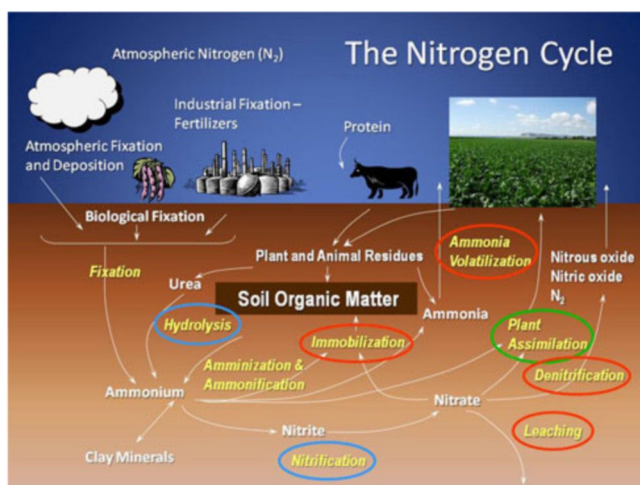 The Nitrogen Cycle
Atmospheric Nitrogen (N₂)
Industrial Fixation –
Fertilizers
Protein
Atmospheric Fixation
and Deposition
Biological Fixation
Fixation
Plant and Animal Residues
Ammonia
Volatilization
Nitrous oxide
Nitric oxide
N₂
Urea
Soil Organic Matter
Ammonia
Hydrolysis
Immobilization
Plant
Assimilation
Amminization &
Ammonification
Denitrification
Ammonium
Nitrate
Nitrite
Leaching
Clay Minerals
Nitrification